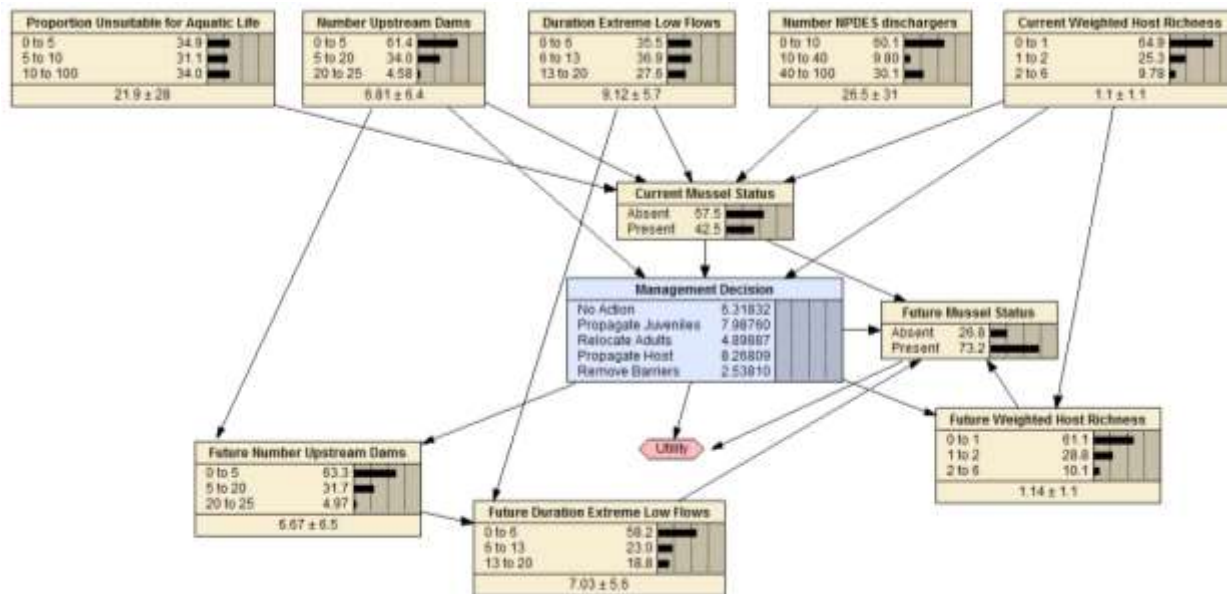 Proportion Unsuitable for Aquatic Life
0 to 5 34.9
5 to 10 31.1
10 to 100 34.0
21.9 ± 28
Number Upstream Dams
0 to 5 61.4
5 to 20 34.0
20 to 25 4.58
6.81 ± 6.4
Duration Extreme Low Flows
0 to 6 35.5
6 to 13 36.9
13 to 20 27.6
9.12 ± 5.7
Number NPDES dischargers
0 to 10 60.1
10 to 40 9.80
40 to 100 30.1
26.5 ± 31
Current Weighted Host Richness
0 to 1 64.9
1 to 2 25.3
2 to 6 9.78
1.1 ± 1.1
Current Mussel Status
Absent 57.5
Present 42.5
Management Decision
No Action 5.31832
Propagate Juveniles 7.98760
Relocate Adults 4.89887
Propagate Host 8.26809
Remove Barriers 2.53810
Future Mussel Status
Absent 26.8
Present 73.2
Utility
Future Weighted Host Richness
0 to 1 61.1
1 to 2 28.8
2 to 6 10.1
1.14 ± 1.1
Future Number Upstream Dams
0 to 5 63.3
5 to 20 31.7
20 to 25 4.97
6.67 ± 6.5
Future Duration Extreme Low Flows
0 to 6 58.2
6 to 13 23.0
13 to 20 18.8
7.03 ± 5.6